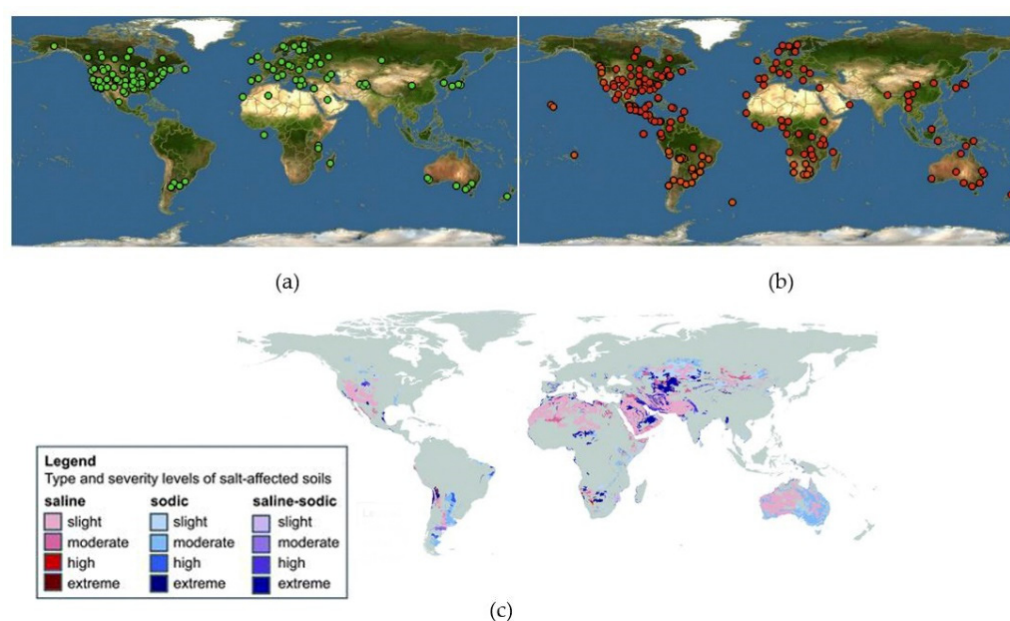 (a)
(b)
Legend
Type and severity levels of salt-affected soils
saline sodic saline-sodic
slight slight slight
moderate moderate moderate
high high high
extreme extreme extreme
(c)